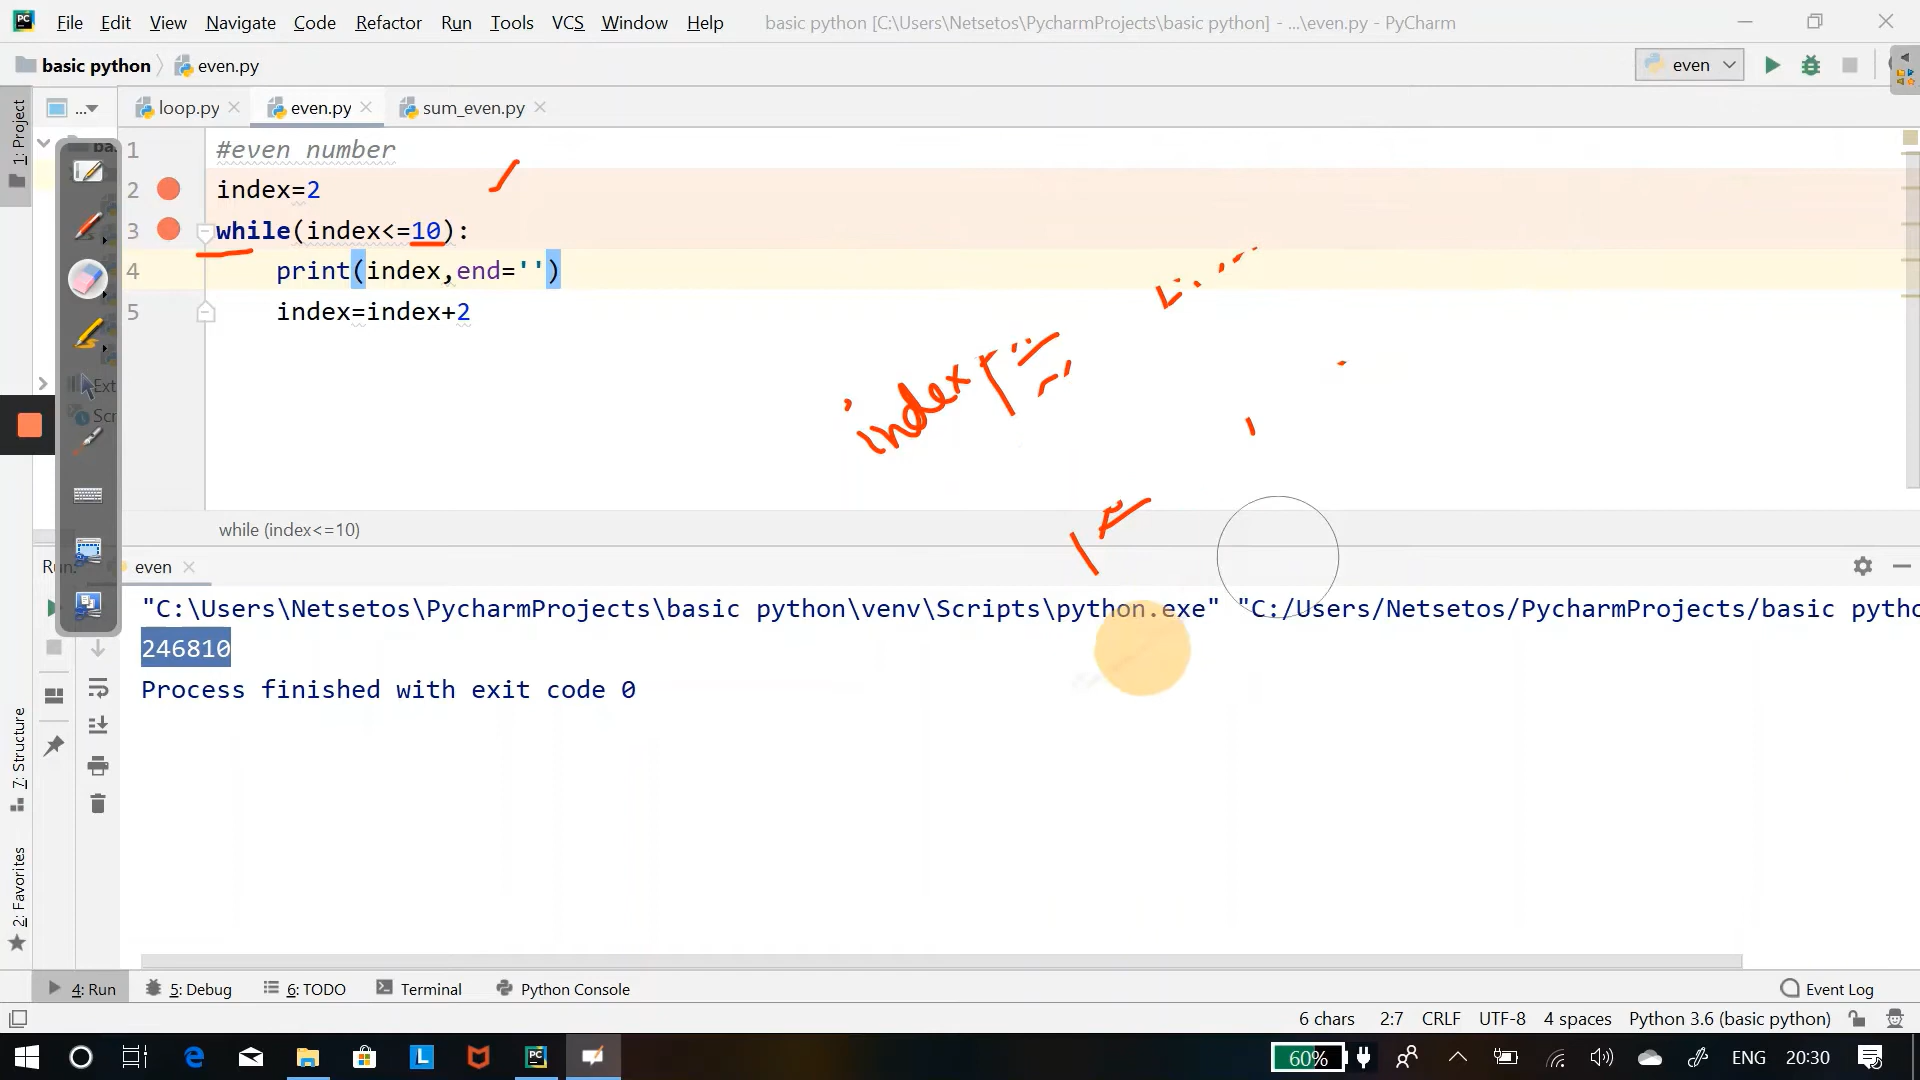 File Edit View Navigate Code Refactor Run Tools VCS Window Help basic python [C:\Users\Netsetos\PycharmProjects\basic python] - ...\even.py - PyCharm
basic python even.py even
... loop.py even.py sum_even.py
1: Project
1 #even number
2 index=2
3 while(index<=10):
4 print(index,end='')
5 index=index+2
index
while (index<=10)
Run: even
"C:\Users\Netsetos\PycharmProjects\basic python\venv\Scripts\python.exe" "C:/Users/Netsetos/PycharmProjects/basic pytho
246810
Process finished with exit code 0
7: Structure
2: Favorites
4: Run 5: Debug 6: TODO Terminal Python Console Event Log
6 chars 2:7 CRLF UTF-8 4 spaces Python 3.6 (basic python)
60% ENG 20:30